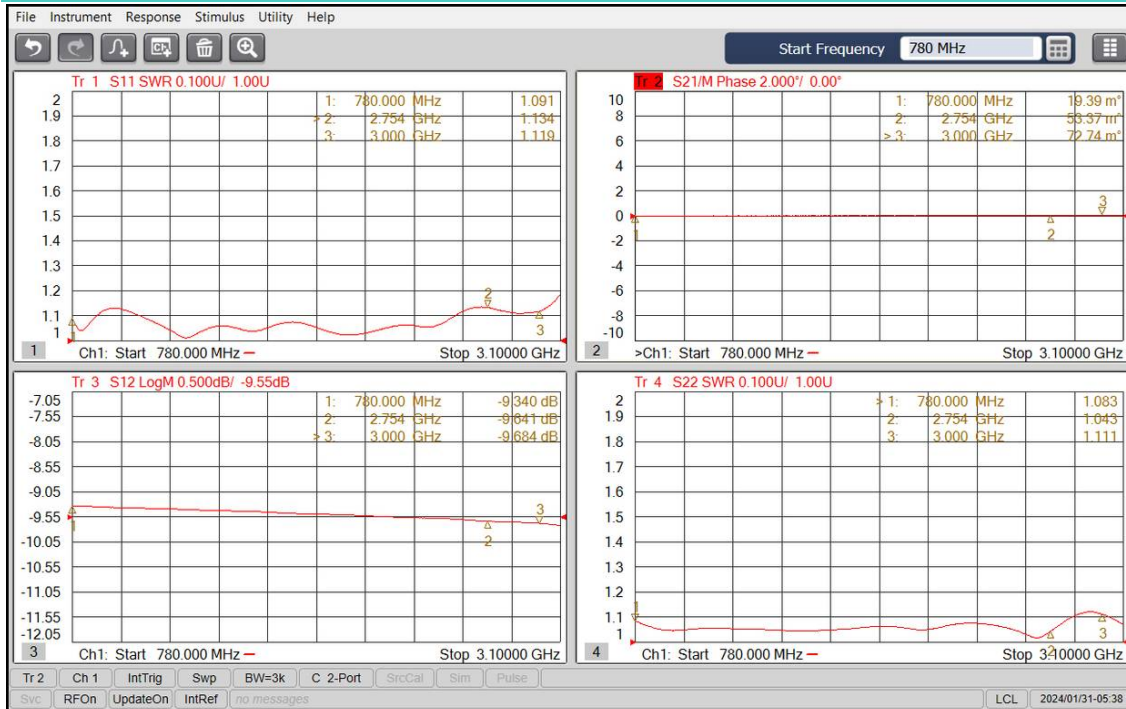 File Instrument Response Stimulus Utility Help
Start Frequency 780 MHz
Tr 1 S11 SWR 0.100U/ 1.00U
2
1.9
1.8
1.7
1.6
1.5
1.4
1.3
1.2
1.1
1
1: 780.000 MHz 1.091
> 2: 2.754 GHz 1.134
3: 3.000 GHz 1.119
1
2
3
1 Ch1: Start 780.000 MHz Stop 3.10000 GHz
Tr 2 S21/M Phase 2.000°/ 0.00°
10
8
6
4
2
0
-2
-4
-6
-8
-10
1: 780.000 MHz 19.39 m°
2: 2.754 GHz 53.37 m°
> 3: 3.000 GHz 72.74 m°
1
2
3
2 >Ch1: Start 780.000 MHz Stop 3.10000 GHz
Tr 3 S12 LogM 0.500dB/ -9.55dB
-7.05
-7.55
-8.05
-8.55
-9.05
-9.55
-10.05
-10.55
-11.05
-11.55
-12.05
1: 780.000 MHz -9.340 dB
2: 2.754 GHz -9.641 dB
> 3: 3.000 GHz -9.684 dB
1
2
3
3 Ch1: Start 780.000 MHz Stop 3.10000 GHz
Tr 4 S22 SWR 0.100U/ 1.00U
2
1.9
1.8
1.7
1.6
1.5
1.4
1.3
1.2
1.1
1
> 1: 780.000 MHz 1.083
2: 2.754 GHz 1.043
3: 3.000 GHz 1.111
1
2
3
4 Ch1: Start 780.000 MHz Stop 3.10000 GHz
Tr 2 Ch 1 IntTrig Swp BW=3k C 2-Port SrcCal Sim Pulse
Svc RFOn UpdateOn IntRef no messages LCL 2024/01/31-05:38